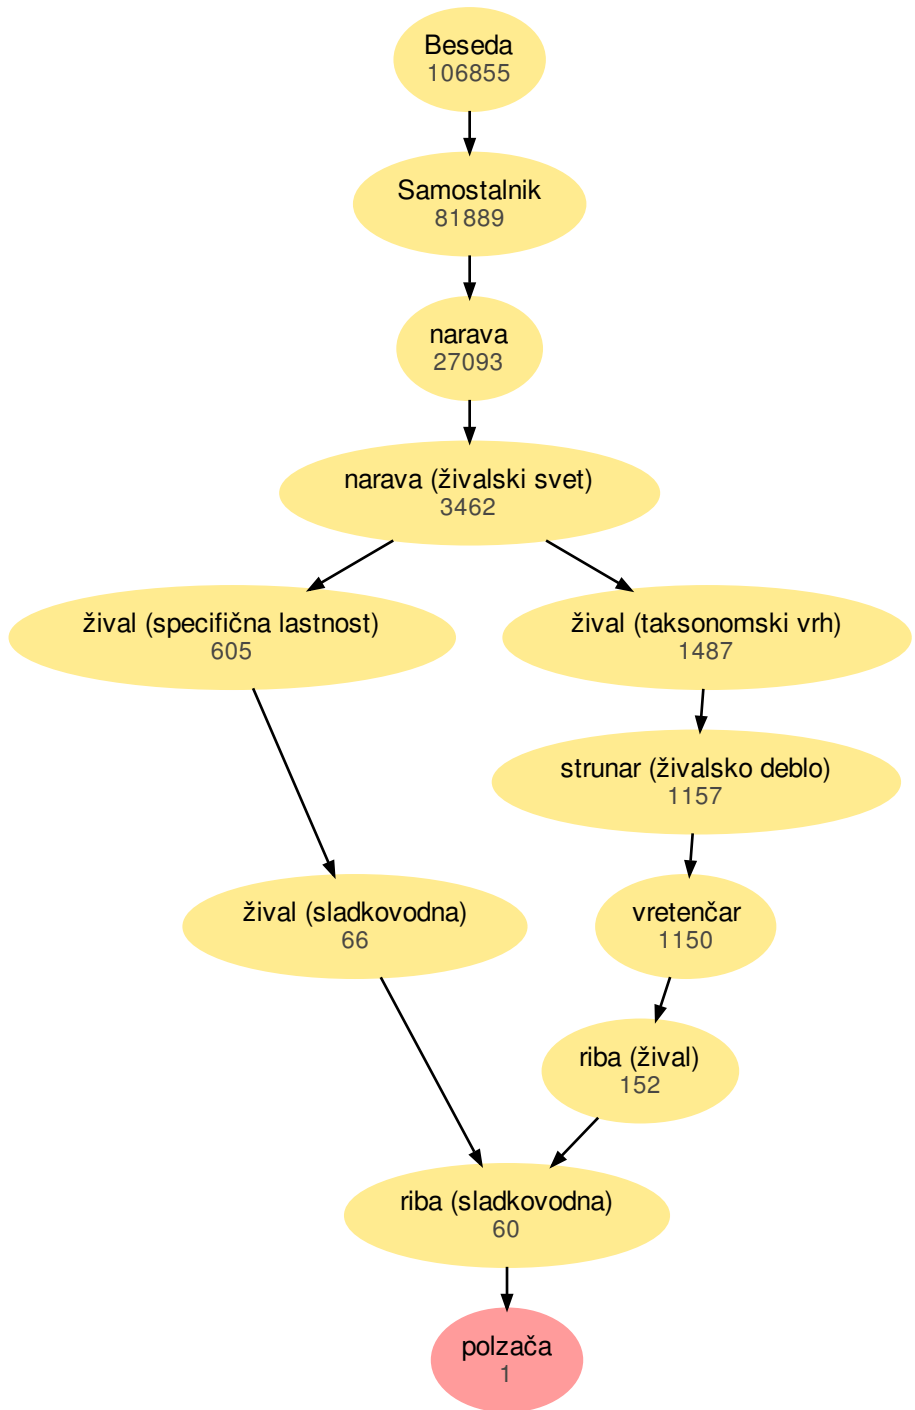 Beseda
106855
Samostalnik
81889
narava
27093
narava (živalski svet)
3462
žival (specifična lastnost)
605
žival (taksonomski vrh)
1487
strunar (živalsko deblo)
1157
žival (sladkovodna)
66
vretenčar
1150
riba (žival)
152
riba (sladkovodna)
60
polzača
1